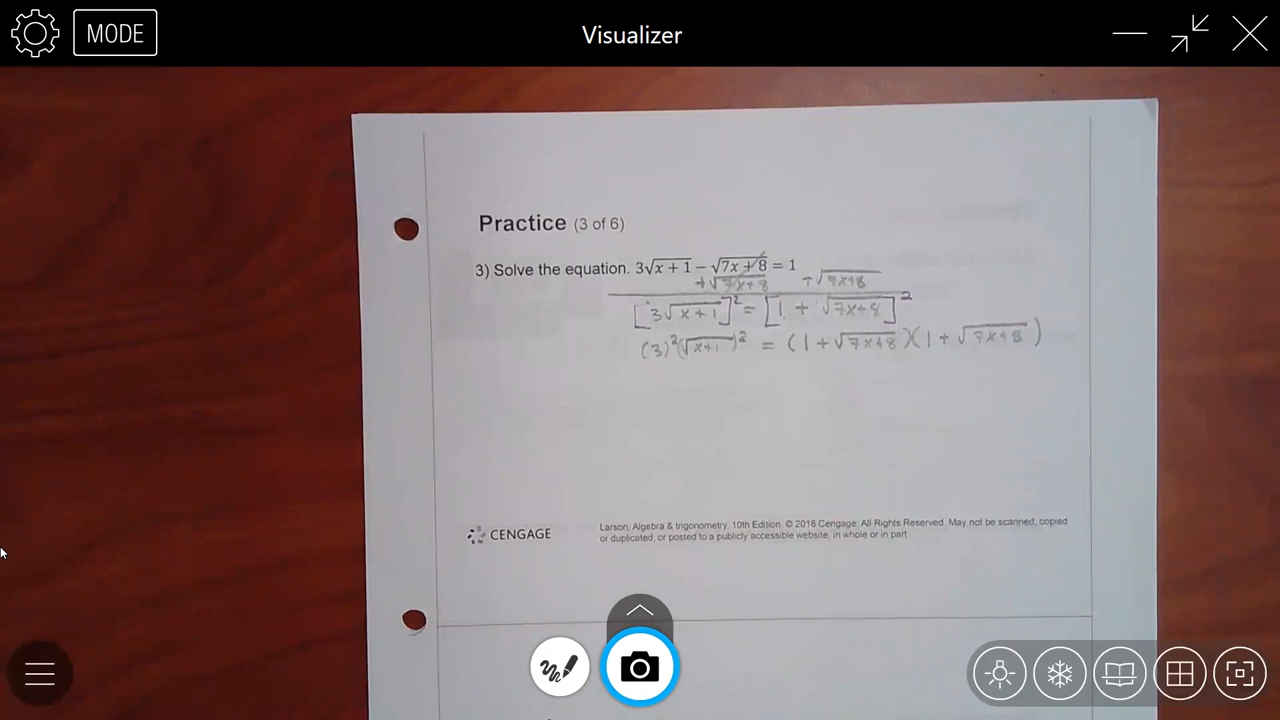 MODE
Visualizer
Practice (3 of 6)
3) Solve the equation. 3√x + 1 − √7x + 8 = 1
+√7x+8 +√7x+8
[3√x+1]² = [1 + √7x+8]²
(3)²(√x+1)² = (1+√7x+8)(1+√7x+8)
CENGAGE
Larson, Algebra & trigonometry, 10th Edition. © 2018 Cengage. All Rights Reserved. May not be scanned, copied
or duplicated, or posted to a publicly accessible website, in whole or in part